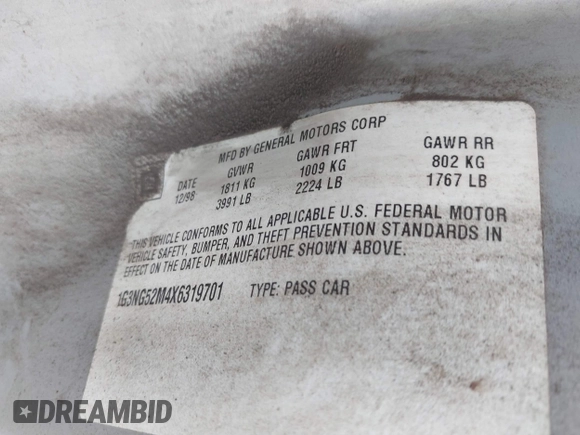 MFD BY GENERAL MOTORS CORP
DATE GVWR GAWR FRT GAWR RR
12/98 1811 KG 1009 KG 802 KG
3991 LB 2224 LB 1767 LB
THIS VEHICLE CONFORMS TO ALL APPLICABLE U.S. FEDERAL MOTOR
VEHICLE SAFETY, BUMPER, AND THEFT PREVENTION STANDARDS IN
EFFECT ON THE DATE OF MANUFACTURE SHOWN ABOVE.
1G3NG52M4X6319701 TYPE: PASS CAR
DREAMBID